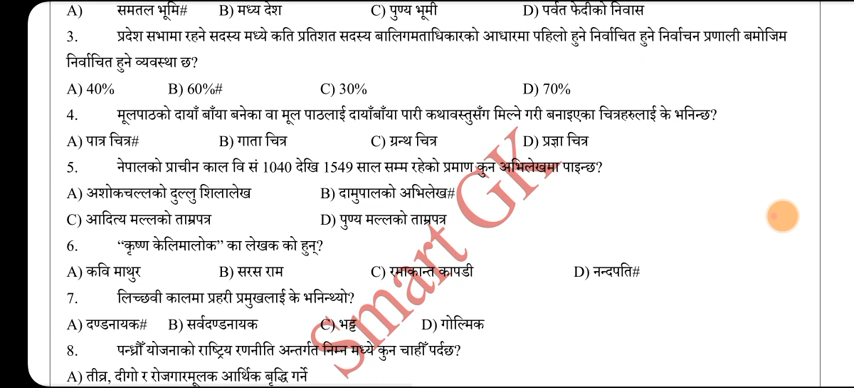 A) समतल भूमि# B) मध्य देश C) पुण्य भूमी D) पर्वत फेदीको निवास
3. प्रदेश सभामा रहने सदस्य मध्ये कति प्रतिशत सदस्य बालिगमताधिकारको आधारमा पहिलो हुने निर्वाचित हुने निर्वाचन प्रणाली बमोजिम
निर्वाचित हुने व्यवस्था छ?
A) 40% B) 60%# C) 30% D) 70%
4. मूलपाठको दायाँ बाँया बनेका वा मूल पाठलाई दायाँबाँया पारी कथावस्तुसँग मिल्ने गरी बनाइएका चित्रहरुलाई के भनिन्छ?
A) पात्र चित्र# B) गाता चित्र C) ग्रन्थ चित्र D) प्रज्ञा चित्र
5. नेपालको प्राचीन काल वि सं 1040 देखि 1549 साल सम्म रहेको प्रमाण कुन अभिलेखमा पाइन्छ?
A) अशोकचल्लको दुल्लु शिलालेख B) दामुपालको अभिलेख#
C) आदित्य मल्लको ताम्रपत्र D) पुण्य मल्लको ताम्रपत्र
6. “कृष्ण केलिमालोक” का लेखक को हुन्?
A) कवि माथुर B) सरस राम C) रमाकान्त कापडी D) नन्दपति#
7. लिच्छवी कालमा प्रहरी प्रमुखलाई के भनिन्थ्यो?
A) दण्डनायक# B) सर्वदण्डनायक C) भट्ट D) गोल्मिक
8. पन्ध्रौँ योजनाको राष्ट्रिय रणनीति अन्तर्गत निम्न मध्ये कुन चाहीँ पर्दछ?
A) तीव्र, दीगो र रोजगारमूलक आर्थिक बृद्धि गर्ने
Smart GK